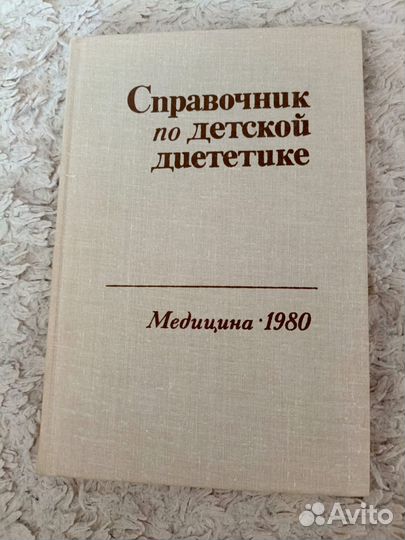 Справочник
по детской
диететике
Медицина · 1980
Avito